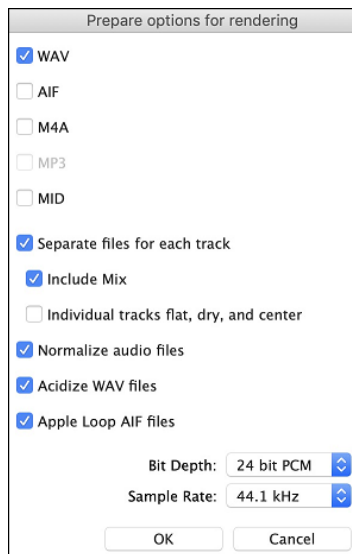 Prepare options for rendering
WAV
AIF
M4A
MP3
MID
Separate files for each track
Include Mix
Individual tracks flat, dry, and center
Normalize audio files
Acidize WAV files
Apple Loop AIF files
Bit Depth: 24 bit PCM
Sample Rate: 44.1 kHz
OK Cancel